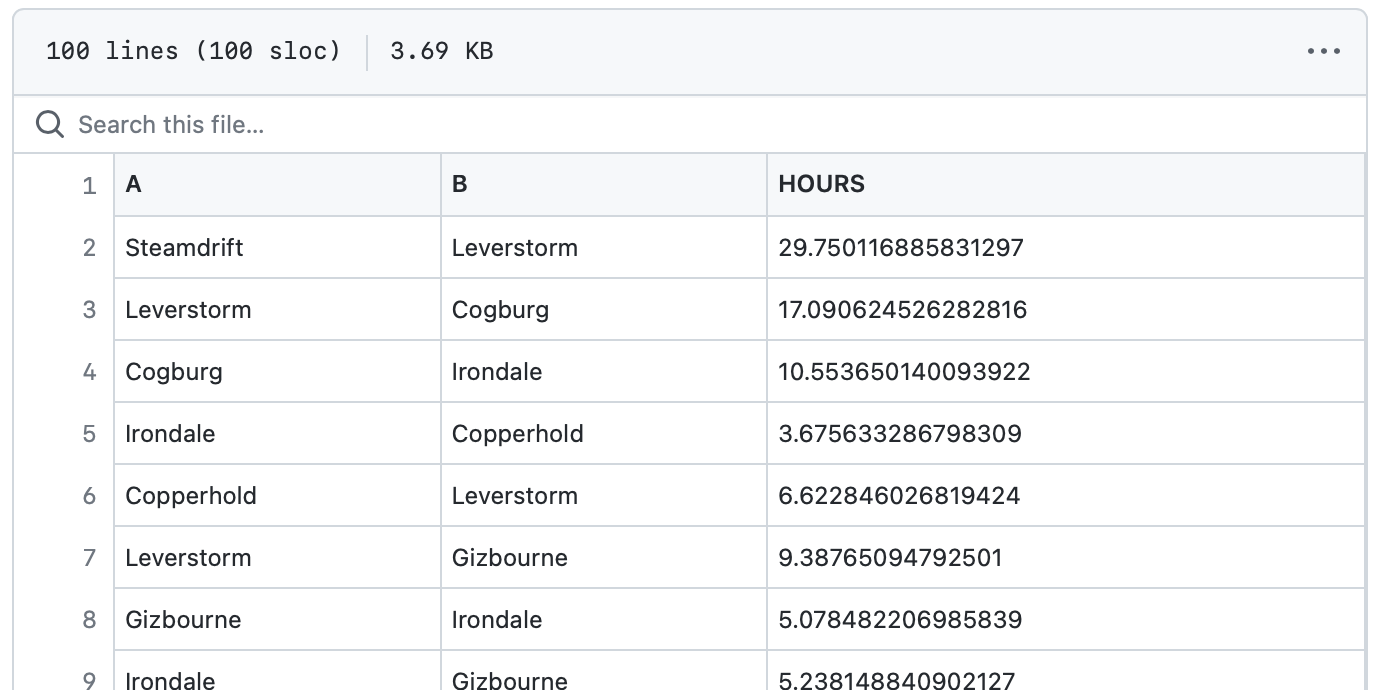 100 lines (100 sloc) 3.69 KB
Search this file...
1 A B HOURS
2 Steamdrift Leverstorm 29.750116885831297
3 Leverstorm Cogburg 17.090624526282816
4 Cogburg Irondale 10.553650140093922
5 Irondale Copperhold 3.675633286798309
6 Copperhold Leverstorm 6.622846026819424
7 Leverstorm Gizbourne 9.38765094792501
8 Gizbourne Irondale 5.078482206985839
9 Irondale Gizbourne 5.238148840902127